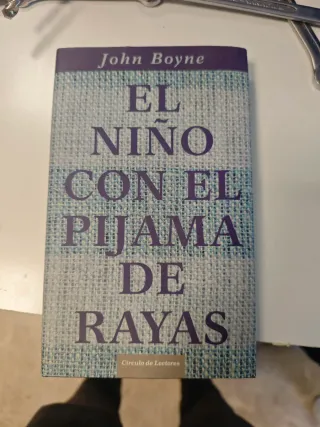 John Boyne
EL
NIÑO
CON EL
PIJAMA
DE
RAYAS
Círculo de Lectores